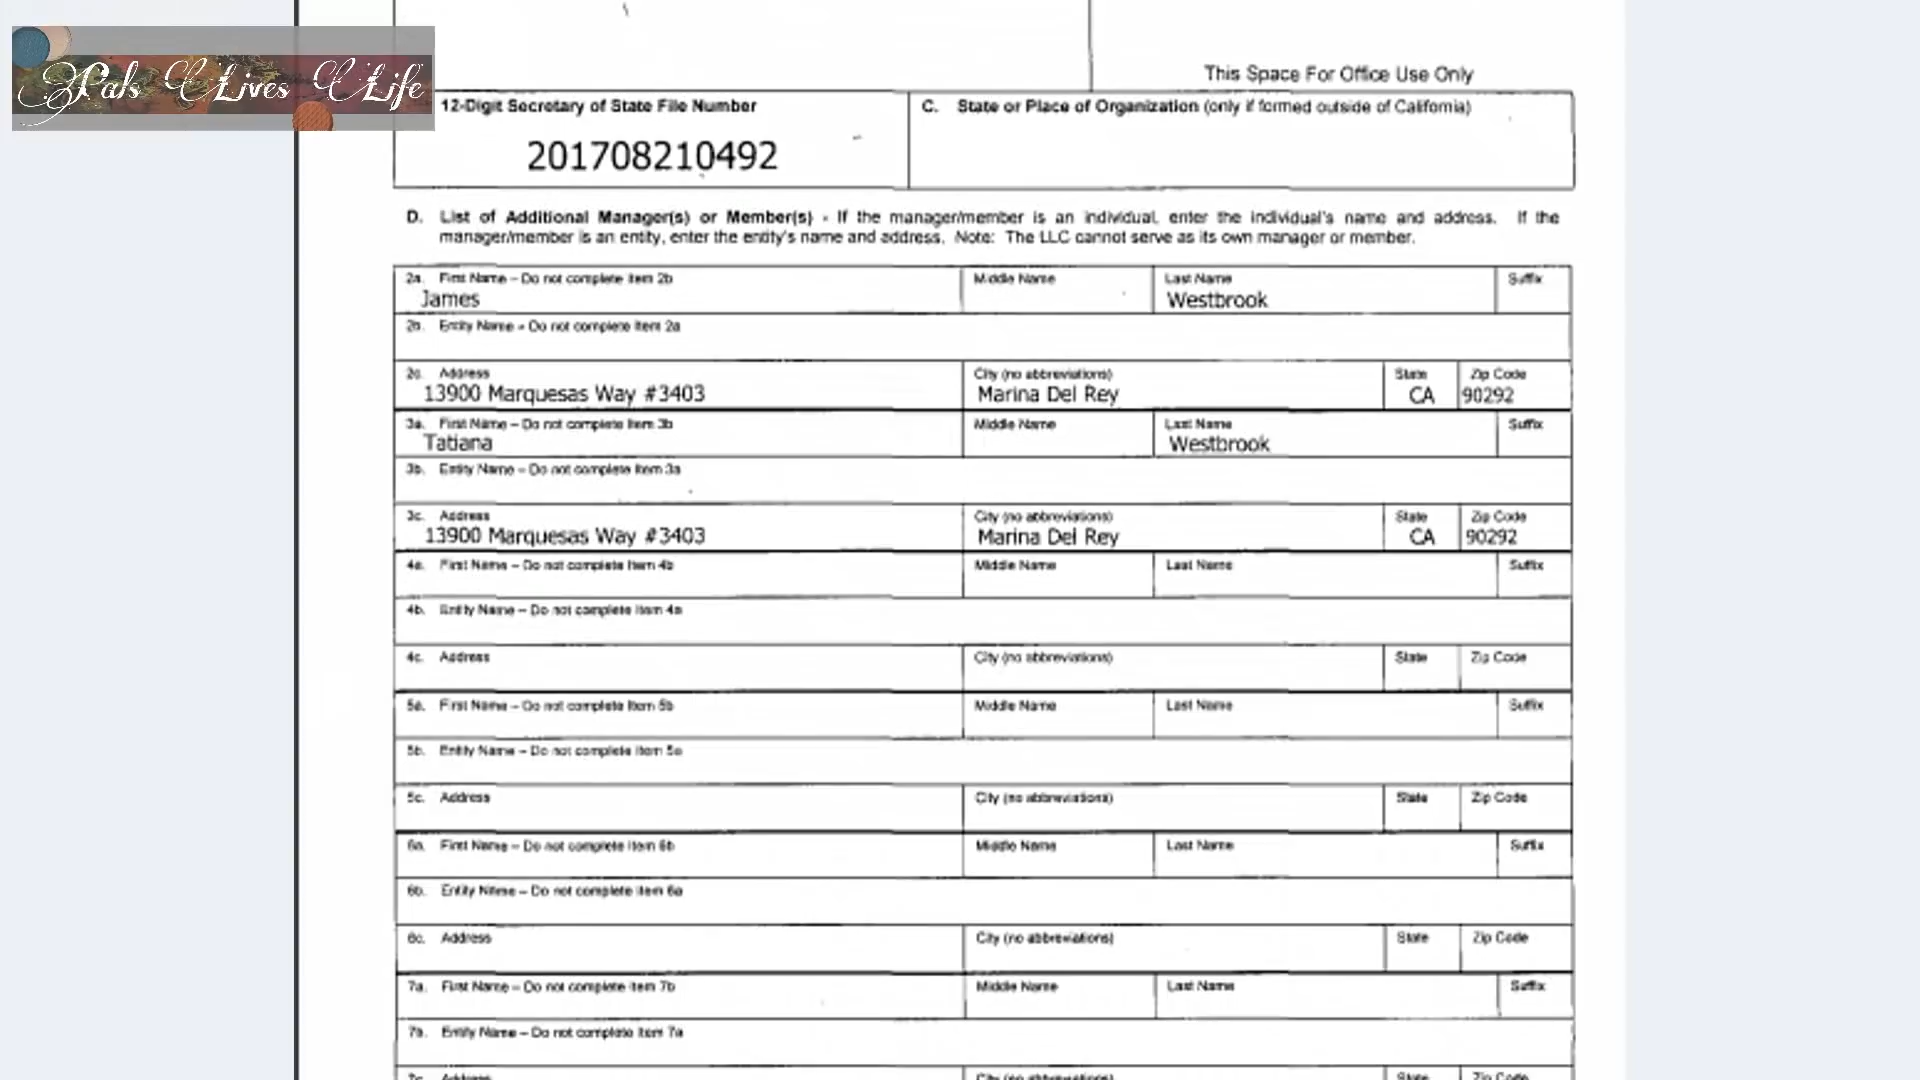 This Space For Office Use Only
Pals Lives Life
12-Digit Secretary of State File Number
C. State or Place of Organization (only if formed outside of California)
201708210492
D. List of Additional Manager(s) or Member(s) - If the manager/member is an individual, enter the individual's name and address. If the
manager/member is an entity, enter the entity's name and address. Note: The LLC cannot serve as its own manager or member.
2a. First Name – Do not complete Item 2b Middle Name Last Name Suffix
James Westbrook
2b. Entity Name – Do not complete Item 2a
2c. Address City (no abbreviations) State Zip Code
13900 Marquesas Way #3403 Marina Del Rey CA 90292
3a. First Name – Do not complete Item 3b Middle Name Last Name Suffix
Tatiana Westbrook
3b. Entity Name – Do not complete Item 3a
3c. Address City (no abbreviations) State Zip Code
13900 Marquesas Way #3403 Marina Del Rey CA 90292
4a. First Name – Do not complete Item 4b Middle Name Last Name Suffix
4b. Entity Name – Do not complete Item 4a
4c. Address City (no abbreviations) State Zip Code
5a. First Name – Do not complete Item 5b Middle Name Last Name Suffix
5b. Entity Name – Do not complete Item 5a
5c. Address City (no abbreviations) State Zip Code
6a. First Name – Do not complete Item 6b Middle Name Last Name Suffix
6b. Entity Name – Do not complete Item 6a
6c. Address City (no abbreviations) State Zip Code
7a. First Name – Do not complete Item 7b Middle Name Last Name Suffix
7b. Entity Name – Do not complete Item 7a
7c. Address City (no abbreviations) State Zip Code